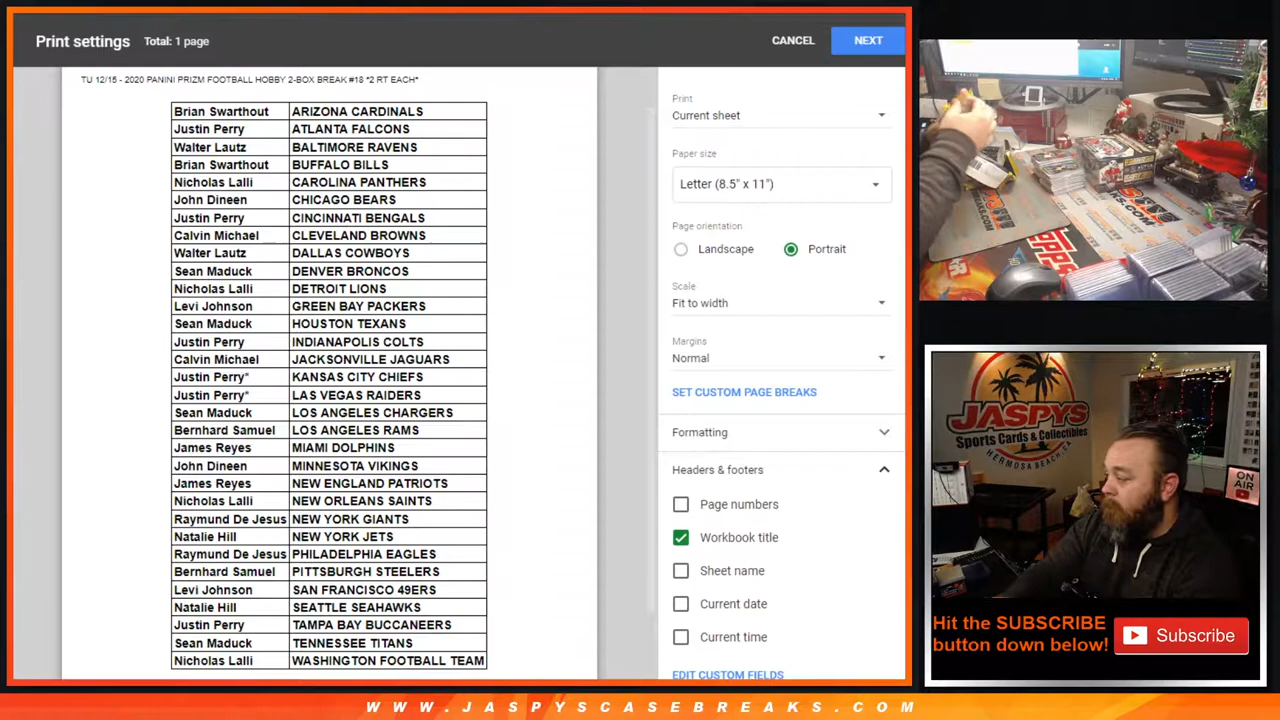 Print settings Total: 1 page CANCEL NEXT
TU 12/15 - 2020 PANINI PRIZM FOOTBALL HOBBY 2-BOX BREAK #18 *2 RT EACH*
Brian Swarthout ARIZONA CARDINALS
Justin Perry ATLANTA FALCONS
Walter Lautz BALTIMORE RAVENS
Brian Swarthout BUFFALO BILLS
Nicholas Lalli CAROLINA PANTHERS
John Dineen CHICAGO BEARS
Justin Perry CINCINNATI BENGALS
Calvin Michael CLEVELAND BROWNS
Walter Lautz DALLAS COWBOYS
Sean Maduck DENVER BRONCOS
Nicholas Lalli DETROIT LIONS
Levi Johnson GREEN BAY PACKERS
Sean Maduck HOUSTON TEXANS
Justin Perry INDIANAPOLIS COLTS
Calvin Michael JACKSONVILLE JAGUARS
Justin Perry* KANSAS CITY CHIEFS
Justin Perry* LAS VEGAS RAIDERS
Sean Maduck LOS ANGELES CHARGERS
Bernhard Samuel LOS ANGELES RAMS
James Reyes MIAMI DOLPHINS
John Dineen MINNESOTA VIKINGS
James Reyes NEW ENGLAND PATRIOTS
Nicholas Lalli NEW ORLEANS SAINTS
Raymund De Jesus NEW YORK GIANTS
Natalie Hill NEW YORK JETS
Raymund De Jesus PHILADELPHIA EAGLES
Bernhard Samuel PITTSBURGH STEELERS
Levi Johnson SAN FRANCISCO 49ERS
Natalie Hill SEATTLE SEAHAWKS
Justin Perry TAMPA BAY BUCCANEERS
Sean Maduck TENNESSEE TITANS
Nicholas Lalli WASHINGTON FOOTBALL TEAM
Print
Current sheet
Paper size
Letter (8.5" x 11")
Page orientation
Landscape Portrait
Scale
Fit to width
Margins
Normal
SET CUSTOM PAGE BREAKS
Formatting
Headers & footers
Page numbers
Workbook title
Sheet name
Current date
Current time
EDIT CUSTOM FIELDS
JASPYS
Sports Cards & Collectibles
HERMOSA BEACH, CA
ON
AIR
Hit the SUBSCRIBE
button down below!
Subscribe
WWW.JASPYSCASEBREAKS.COM